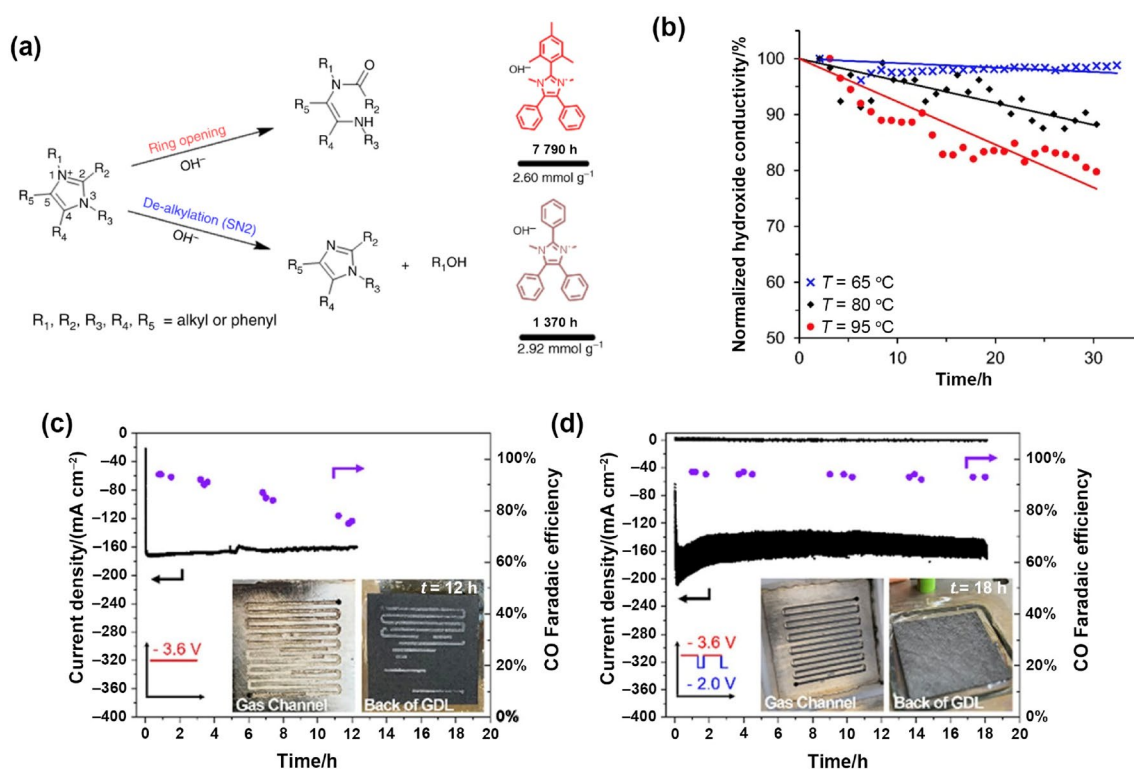 (a)
R1
O
N
R5
R2
NH
R4
R3
Ring opening
OH−
R1
1 N+ 2
R2
R5
5
N 3
4
R3
R4
De-alkylation (SN2)
OH−
N
R2
R5
N
R3
R4
+ R1OH
R1, R2, R3, R4, R5 = alkyl or phenyl
OH−
N N+
7 790 h
2.60 mmol g−1
OH−
N N+
1 370 h
2.92 mmol g−1
(b)
Normalized hydroxide conductivity/%
100
90
80
70
60
50
T = 65 °C
T = 80 °C
T = 95 °C
0 10 20 30
Time/h
(c)
Current density/(mA cm−2)
0
−40
−80
−120
−160
−200
−240
−280
−320
−360
−400
100%
80%
60%
40%
20%
0%
CO Faradaic efficiency
− 3.6 V
t = 12 h
Gas Channel
Back of GDL
0 2 4 6 8 10 12 14 16 18 20
Time/h
(d)
Current density/(mA cm−2)
0
−40
−80
−120
−160
−200
−240
−280
−320
−360
−400
100%
80%
60%
40%
20%
0%
CO Faradaic efficiency
− 3.6 V
− 2.0 V
t = 18 h
Gas Channel
Back of GDL
0 2 4 6 8 10 12 14 16 18 20
Time/h